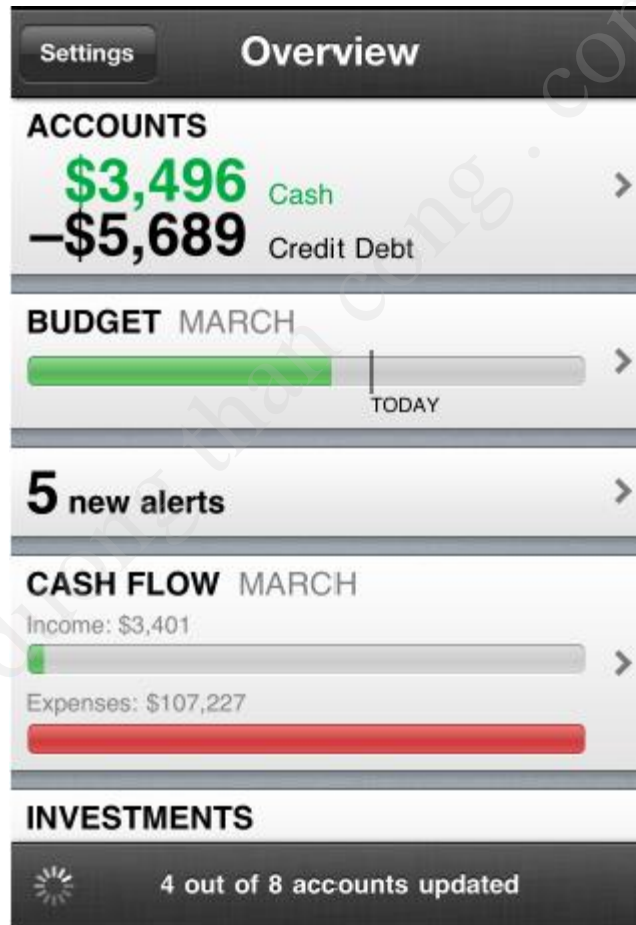 Settings
Overview
ACCOUNTS
$3,496 Cash
–$5,689 Credit Debt
BUDGET MARCH
TODAY
5 new alerts
CASH FLOW MARCH
Income: $3,401
Expenses: $107,227
INVESTMENTS
4 out of 8 accounts updated